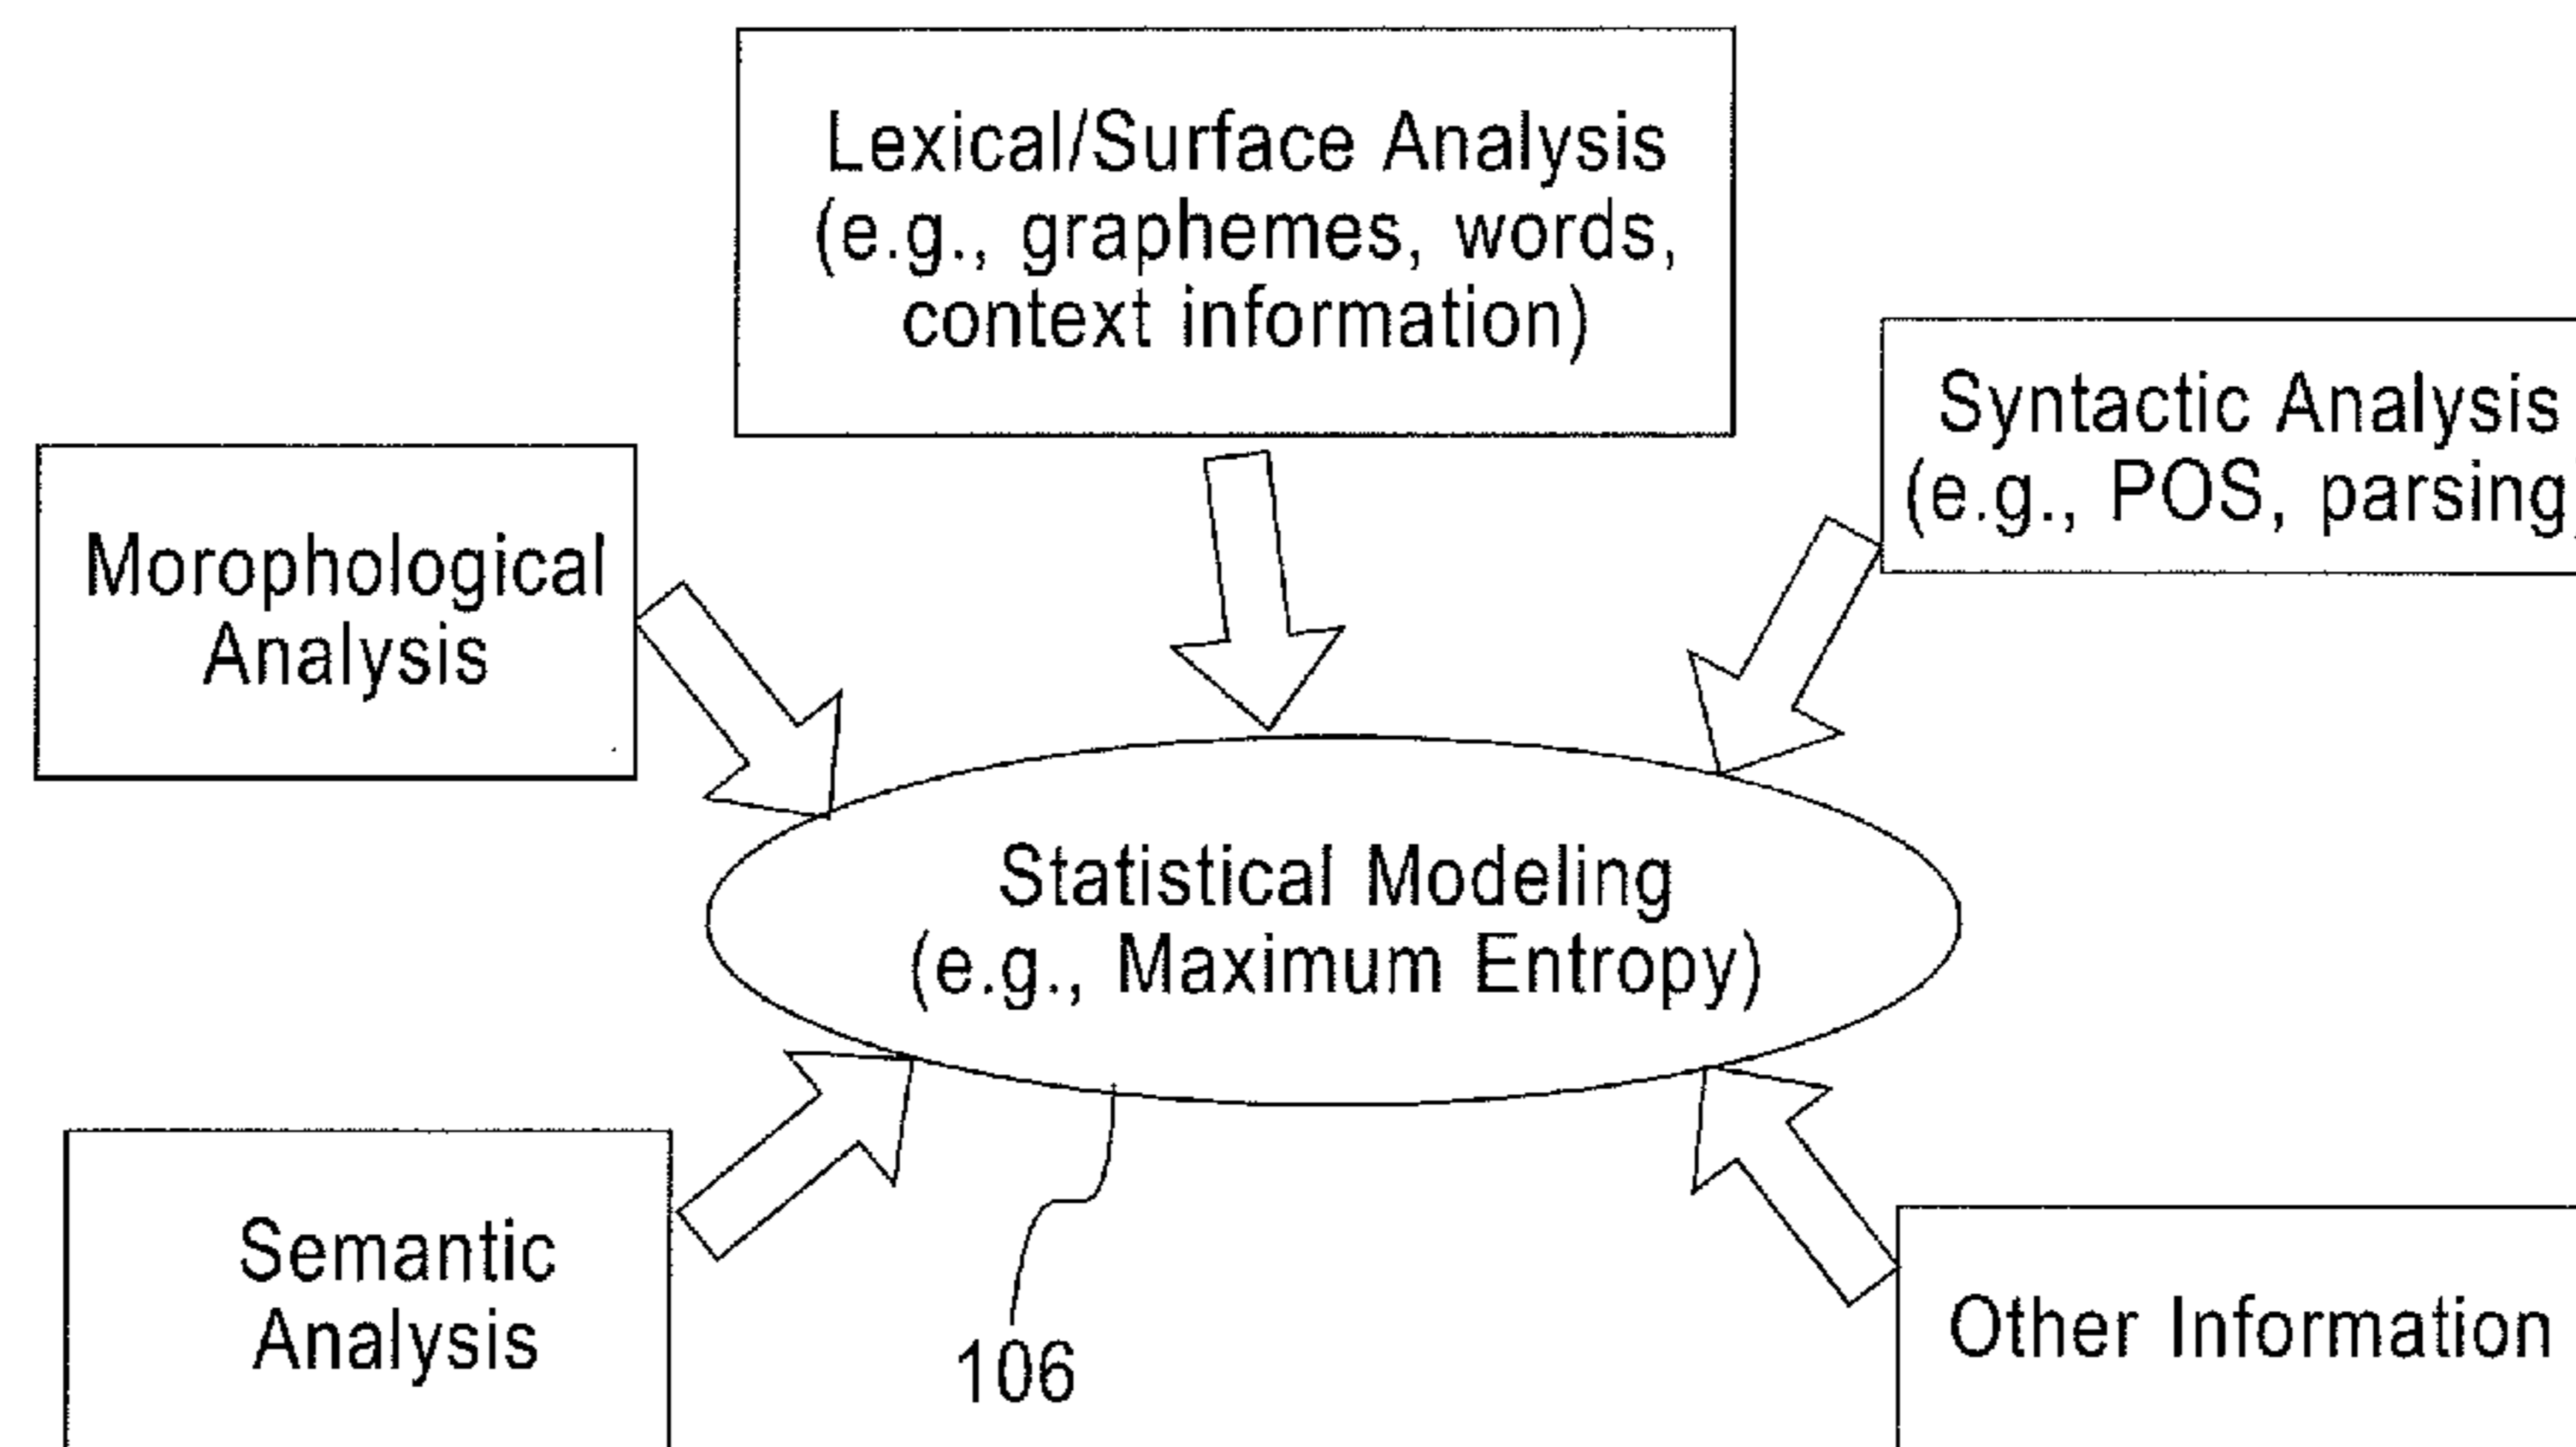 Lexical/Surface Analysis
(e.g., graphemes, words,
context information)
Syntactic Analysis
(e.g., POS, parsing)
Morophological
Analysis
Statistical Modeling
(e.g., Maximum Entropy)
Semantic
Analysis
106
Other Information